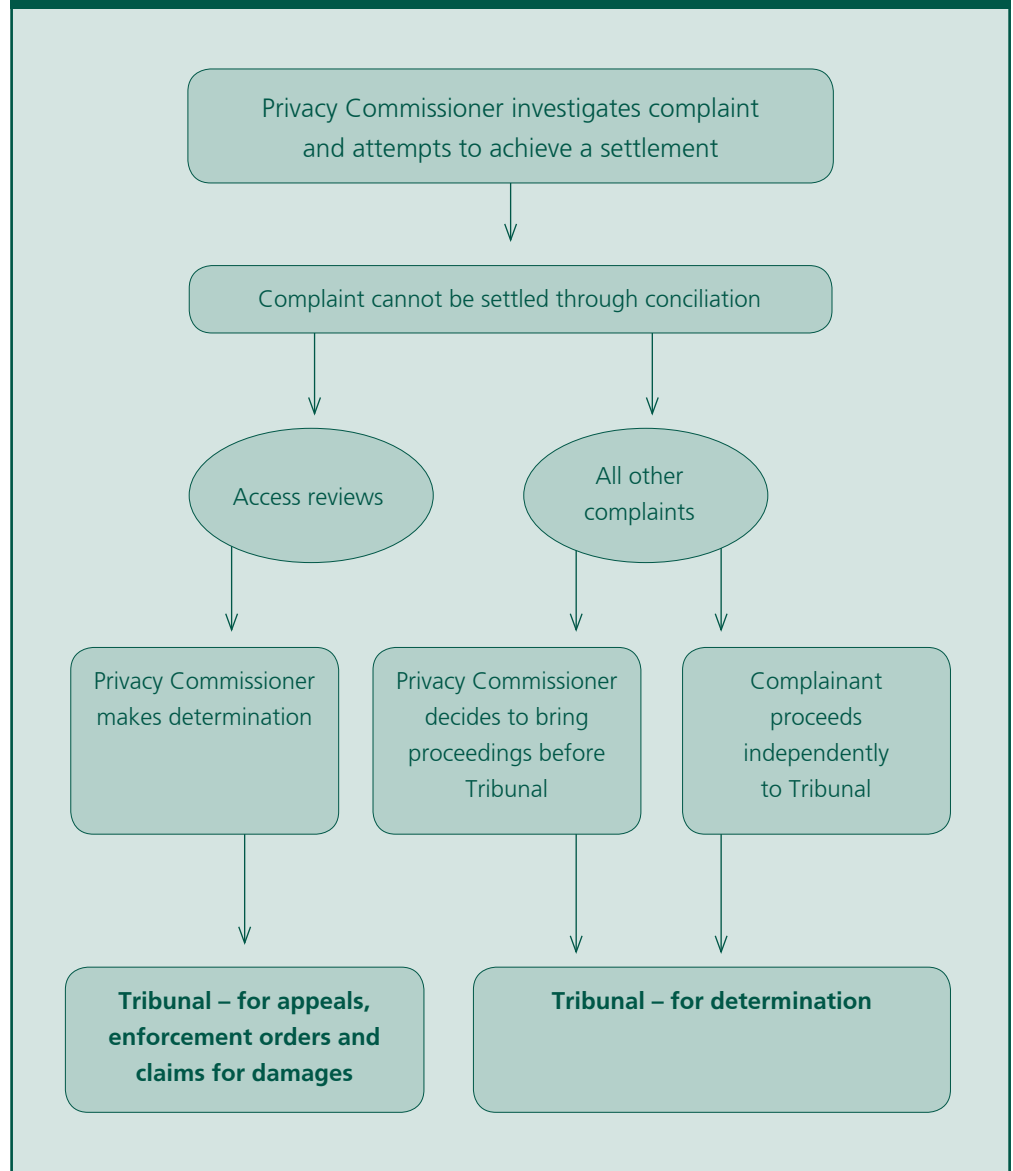 Privacy Commissioner investigates complaint
and attempts to achieve a settlement
Complaint cannot be settled through conciliation
Access reviews
All other
complaints
Privacy Commissioner
makes determination
Privacy Commissioner
decides to bring
proceedings before
Tribunal
Complainant
proceeds
independently
to Tribunal
Tribunal – for appeals,
enforcement orders and
claims for damages
Tribunal – for determination